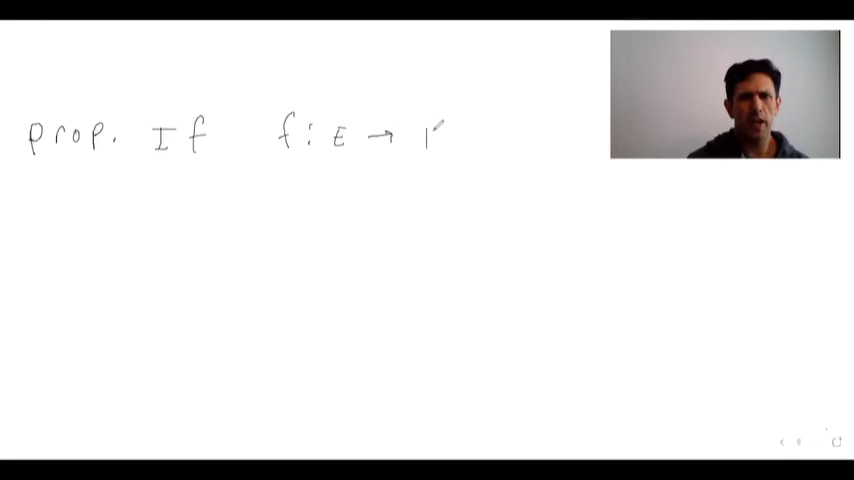 Prop. If f: E →